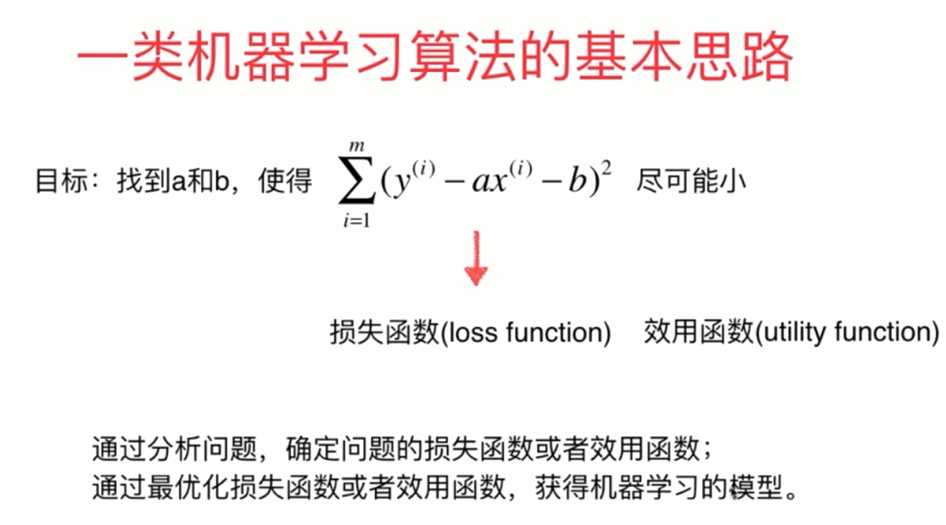 一类机器学习算法的基本思路
目标：找到a和b，使得 $\sum_{i=1}^{m}(y^{(i)} - ax^{(i)} - b)^2$ 尽可能小
损失函数(loss function) 效用函数(utility function)
通过分析问题，确定问题的损失函数或者效用函数；
通过最优化损失函数或者效用函数，获得机器学习的模型。